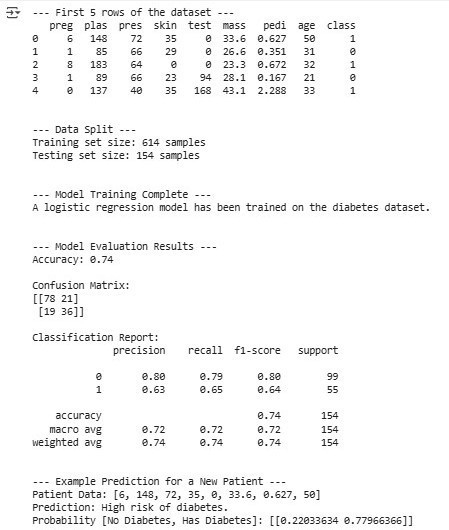 --- First 5 rows of the dataset ---
preg plas pres skin test mass pedi age class
0 6 148 72 35 0 33.6 0.627 50 1
1 1 85 66 29 0 26.6 0.351 31 0
2 8 183 64 0 0 23.3 0.672 32 1
3 1 89 66 23 94 28.1 0.167 21 0
4 0 137 40 35 168 43.1 2.288 33 1
--- Data Split ---
Training set size: 614 samples
Testing set size: 154 samples
--- Model Training Complete ---
A logistic regression model has been trained on the diabetes dataset.
--- Model Evaluation Results ---
Accuracy: 0.74
Confusion Matrix:
[[78 21]
[19 36]]
Classification Report:
precision recall f1-score support
0 0.80 0.79 0.80 99
1 0.63 0.65 0.64 55
accuracy 0.74 154
macro avg 0.72 0.72 0.72 154
weighted avg 0.74 0.74 0.74 154
--- Example Prediction for a New Patient ---
Patient Data: [6, 148, 72, 35, 0, 33.6, 0.627, 50]
Prediction: High risk of diabetes.
Probability [No Diabetes, Has Diabetes]: [[0.22033634 0.77966366]]